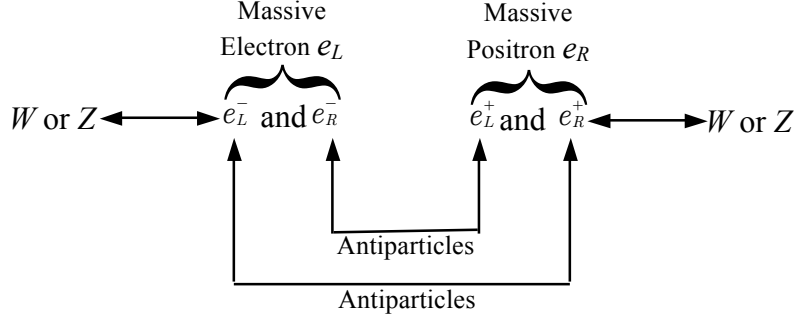 Massive
Electron e_L
Massive
Positron e_R
W or Z
e_L^- and e_R^-
e_L^+ and e_R^+
W or Z
Antiparticles
Antiparticles